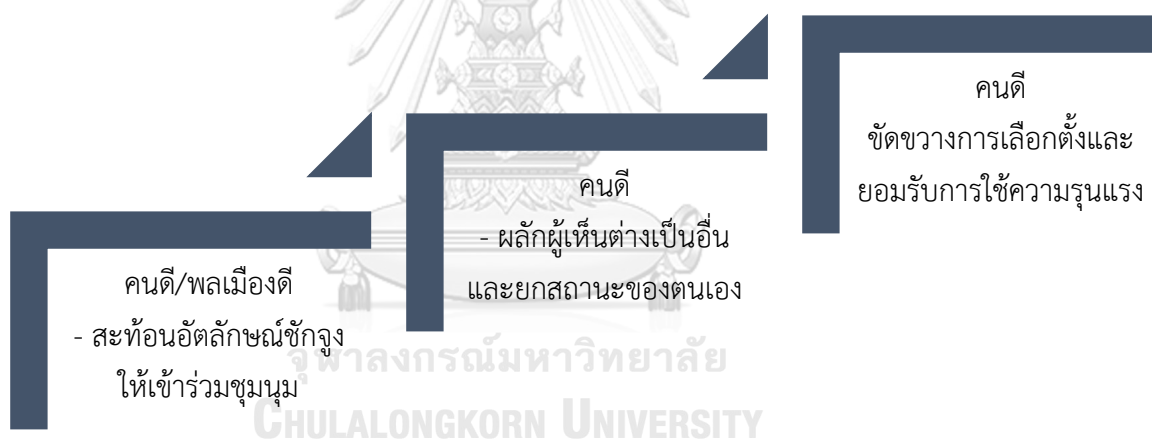 คนดี/พลเมืองดี
- สะท้อนอัตลักษณ์ชักจูง
ให้เข้าร่วมชุมนุม
คนดี
- ผลักผู้เห็นต่างเป็นอื่น
และยกสถานะของตนเอง
คนดี
ขัดขวางการเลือกตั้งและ
ยอมรับการใช้ความรุนแรง
จุฬาลงกรณ์มหาวิทยาลัย
CHULALONGKORN UNIVERSITY